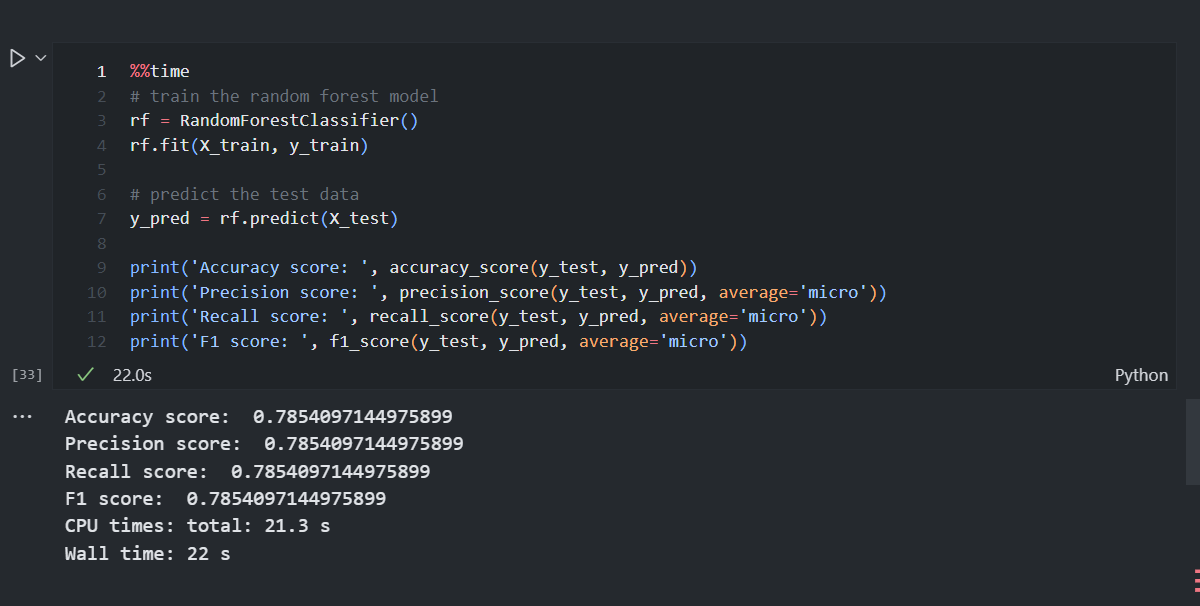 1 %%time
2 # train the random forest model
3 rf = RandomForestClassifier()
4 rf.fit(X_train, y_train)
5
6 # predict the test data
7 y_pred = rf.predict(X_test)
8
9 print('Accuracy score: ', accuracy_score(y_test, y_pred))
10 print('Precision score: ', precision_score(y_test, y_pred, average='micro'))
11 print('Recall score: ', recall_score(y_test, y_pred, average='micro'))
12 print('F1 score: ', f1_score(y_test, y_pred, average='micro'))
[33] ✓ 22.0s Python
... Accuracy score:  0.7854097144975899
Precision score:  0.7854097144975899
Recall score:  0.7854097144975899
F1 score:  0.7854097144975899
CPU times: total: 21.3 s
Wall time: 22 s